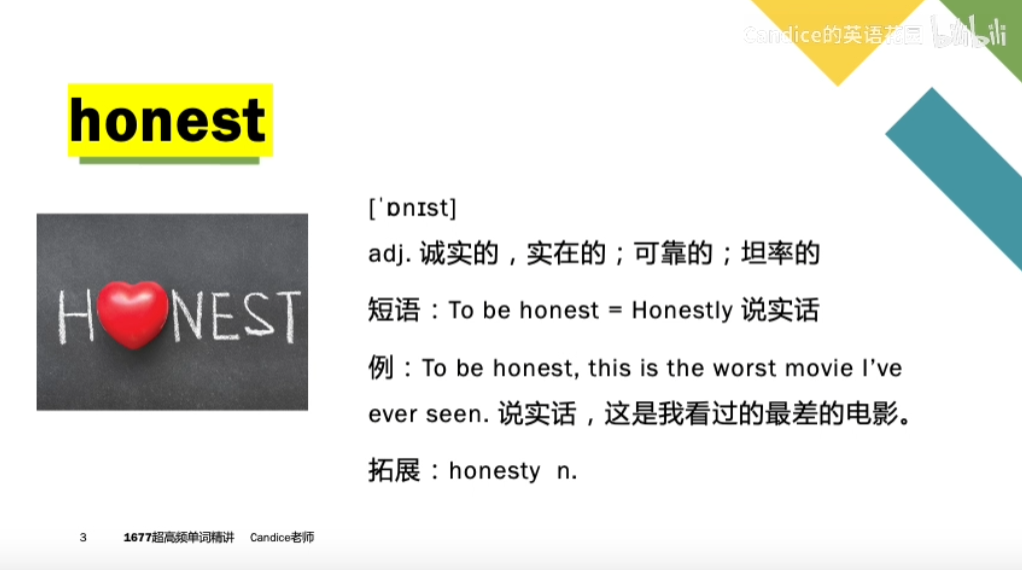 Candice的英语花园 bilibili
honest
H NEST
[ˈɒnɪst]
adj. 诚实的，实在的；可靠的；坦率的
短语：To be honest = Honestly 说实话
例：To be honest, this is the worst movie I’ve
ever seen. 说实话，这是我看过的最差的电影。
拓展：honesty n.
3 1677超高频单词精讲 Candice老师